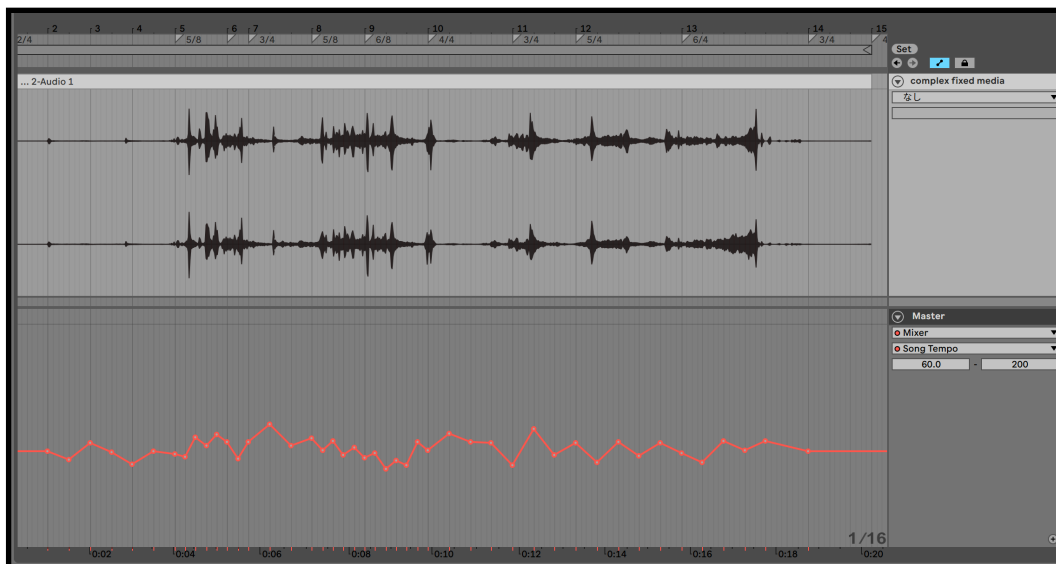 2 3 4 5 6 7 8 9 10 11 12 13 14 15
2/4 5/8 3/4 5/8 6/8 4/4 3/4 5/4 6/4 3/4 4
Set
... 2-Audio 1
complex fixed media
なし
Master
Mixer
Song Tempo
60.0 - 200
1/16
0:02 0:04 0:06 0:08 0:10 0:12 0:14 0:16 0:18 0:20